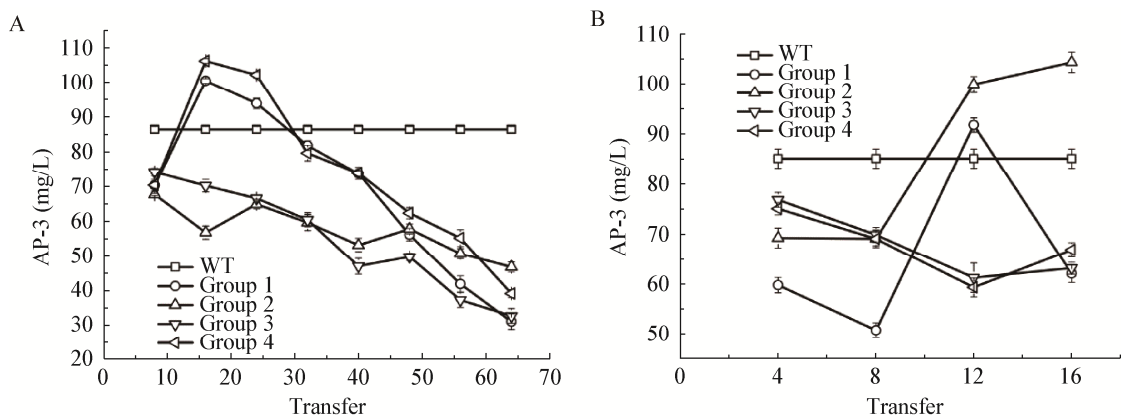 A
AP-3 (mg/L)
110
100
90
80
70
60
50
40
30
20
WT
Group 1
Group 2
Group 3
Group 4
0 10 20 30 40 50 60 70
Transfer
B
AP-3 (mg/L)
110
100
90
80
70
60
50
WT
Group 1
Group 2
Group 3
Group 4
0 4 8 12 16
Transfer